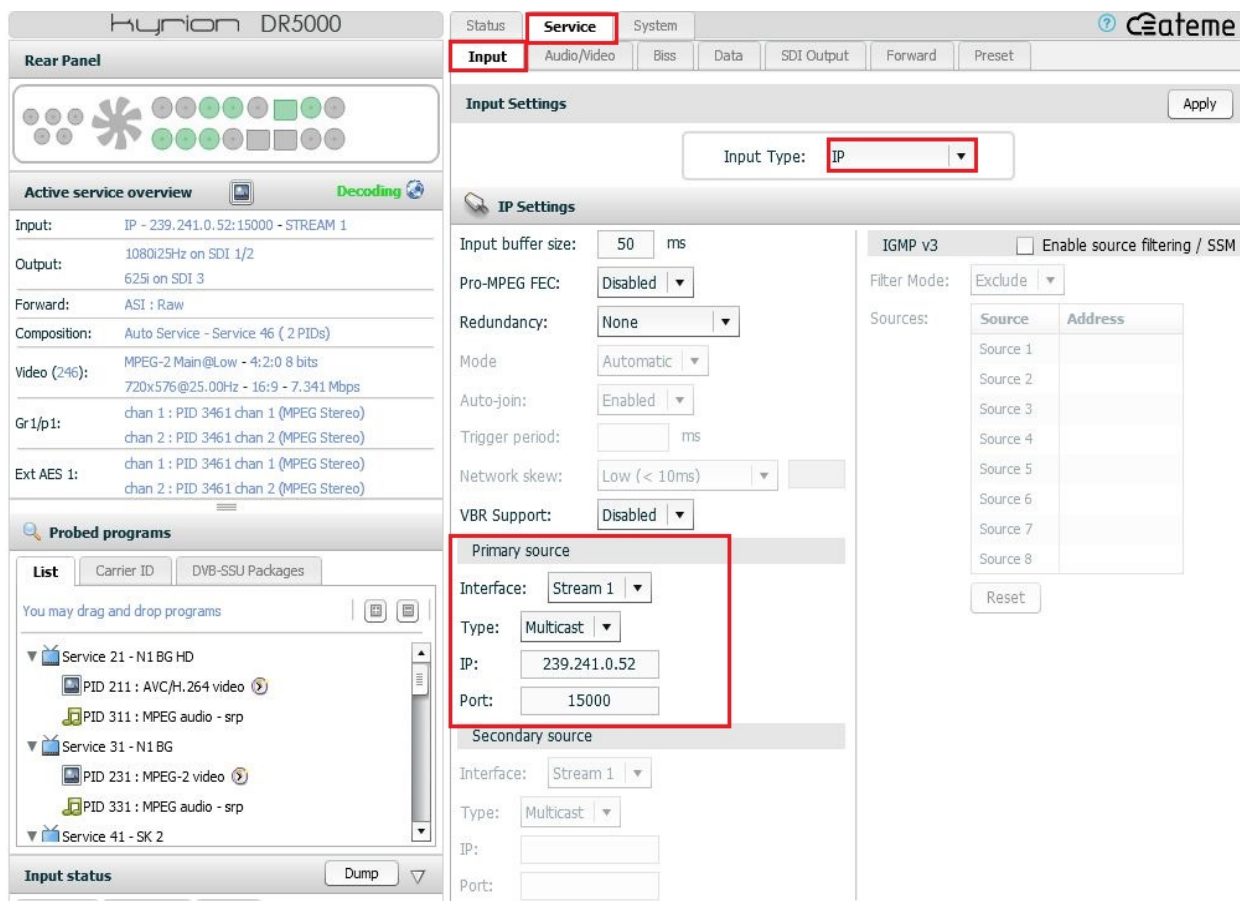 kyrion DR5000
Rear Panel
Active service overview
Decoding
Input: IP - 239.241.0.52:15000 - STREAM 1
Output: 1080i25Hz on SDI 1/2
625i on SDI 3
Forward: ASI : Raw
Composition: Auto Service - Service 46 ( 2 PIDs)
Video (246): MPEG-2 Main@Low - 4:2:0 8 bits
720x576@25.00Hz - 16:9 - 7.341 Mbps
Gr1/p1: chan 1 : PID 3461 chan 1 (MPEG Stereo)
chan 2 : PID 3461 chan 2 (MPEG Stereo)
Ext AES 1: chan 1 : PID 3461 chan 1 (MPEG Stereo)
chan 2 : PID 3461 chan 2 (MPEG Stereo)
Probed programs
List Carrier ID DVB-SSU Packages
You may drag and drop programs
Service 21 - N1 BG HD
PID 211 : AVC/H.264 video
PID 311 : MPEG audio - srp
Service 31 - N1 BG
PID 231 : MPEG-2 video
PID 331 : MPEG audio - srp
Service 41 - SK 2
Input status Dump
Status Service System
? ateme
Input Audio/Video Biss Data SDI Output Forward Preset
Input Settings Apply
Input Type: IP
IP Settings
Input buffer size: 50 ms
Pro-MPEG FEC: Disabled
Redundancy: None
Mode Automatic
Auto-join: Enabled
Trigger period: ms
Network skew: Low (< 10ms)
VBR Support: Disabled
Primary source
Interface: Stream 1
Type: Multicast
IP: 239.241.0.52
Port: 15000
Secondary source
Interface: Stream 1
Type: Multicast
IP:
Port:
IGMP v3 Enable source filtering / SSM
Filter Mode: Exclude
Sources: Source Address
Source 1
Source 2
Source 3
Source 4
Source 5
Source 6
Source 7
Source 8
Reset